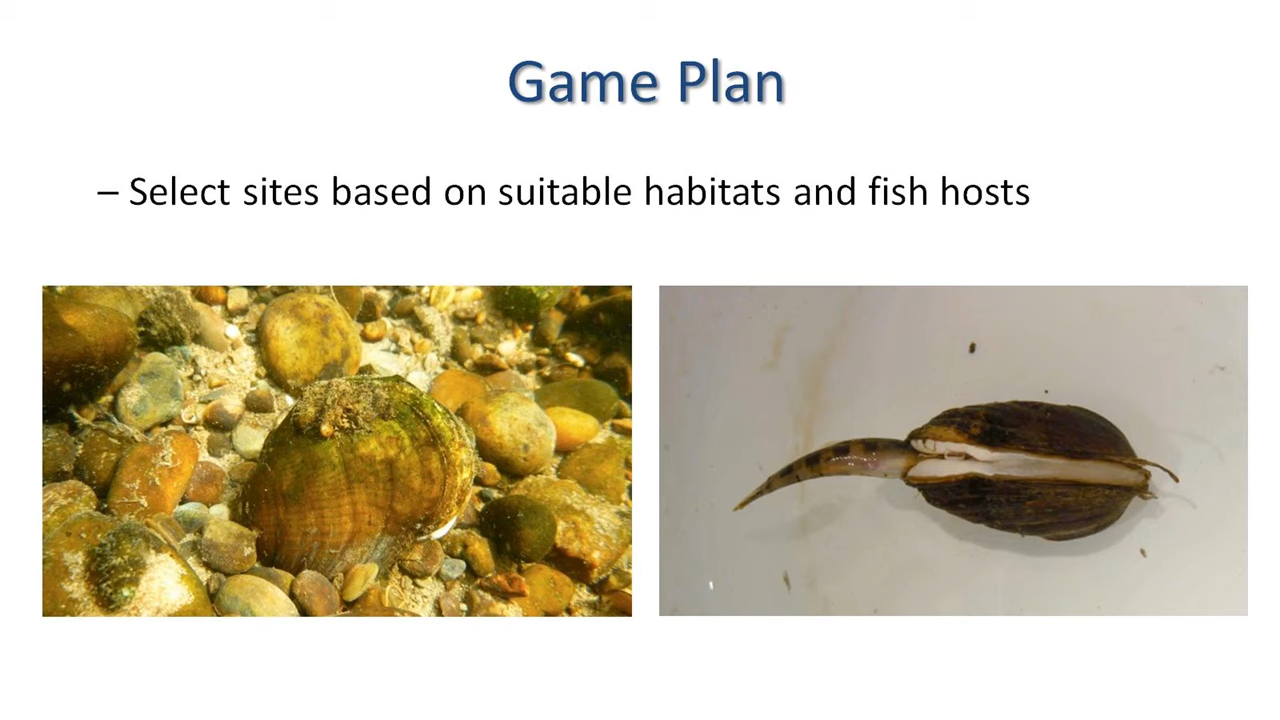 Game Plan
– Select sites based on suitable habitats and fish hosts